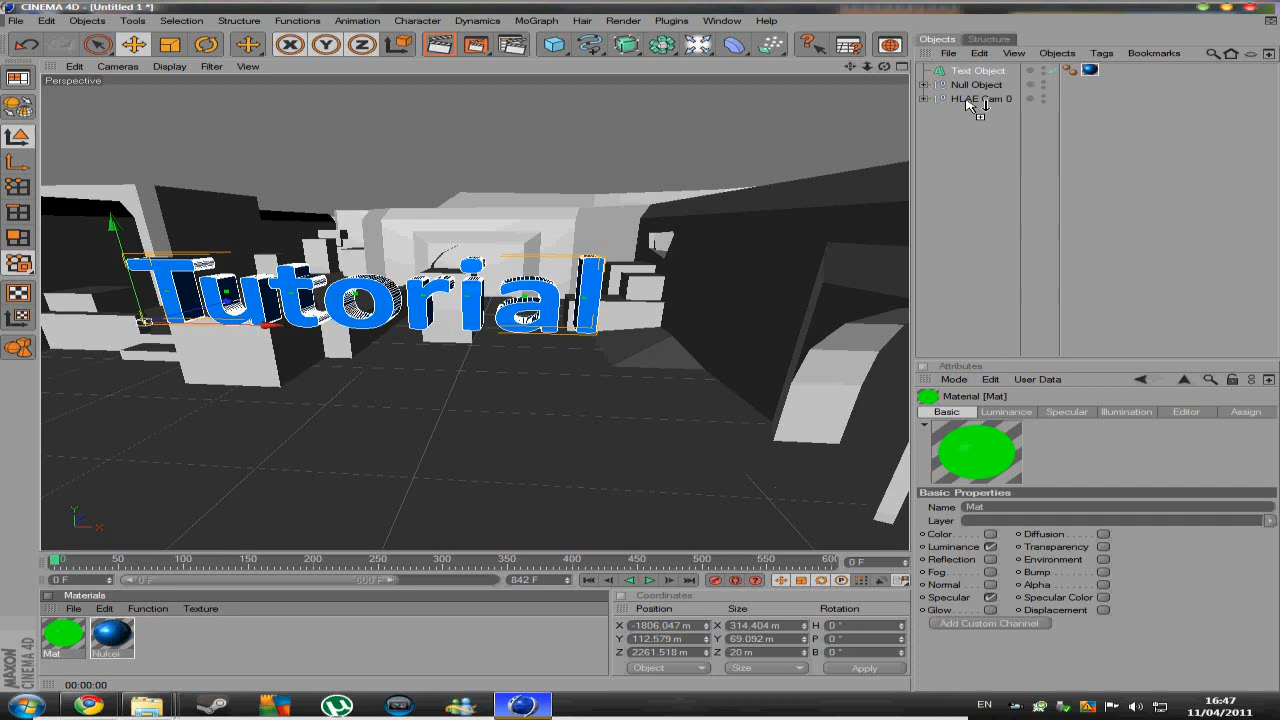 CINEMA 4D - [Untitled 1 *]
File Edit Objects Tools Selection Structure Functions Animation Character Dynamics MoGraph Hair Render Plugins Window Help
X Y Z
Objects Structure
File Edit View Objects Tags Bookmarks
Text Object
Null Object
HLAE Cam 0
Edit Cameras Display Filter View
Perspective
Tutorial
Y
X
0 50 100 150 200 250 300 350 400 450 500 550 600
0 F
0 F 0 F 600 F 842 F
Materials
File Edit Function Texture
Mat Nukei
Coordinates
Position Size Rotation
X -1806.047 m X 314.404 m H 0 °
Y 112.579 m Y 69.092 m P 0 °
Z 2261.518 m Z 20 m B 0 °
Object Size Apply
Attributes
Mode Edit User Data
Material [Mat]
Basic Luminance Specular Illumination Editor Assign
Basic Properties
Name Mat
Layer
Color Diffusion
Luminance Transparency
Reflection Environment
Fog Bump
Normal Alpha
Specular Specular Color
Glow Displacement
Add Custom Channel
MAXON CINEMA 4D
00:00:00
EN
16:47
11/04/2011